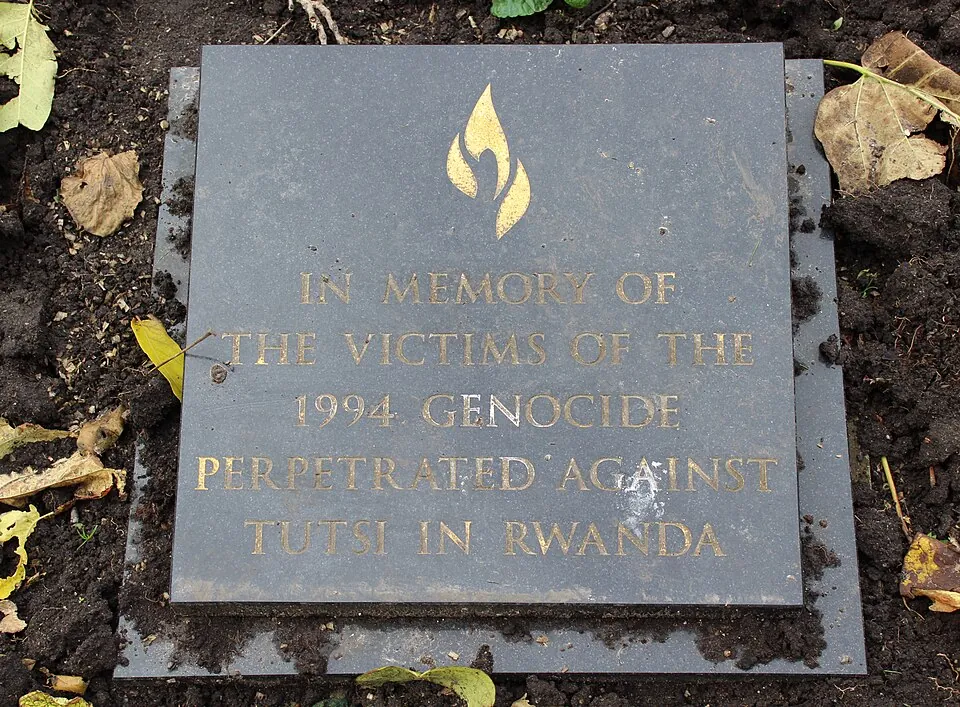 IN MEMORY OF
THE VICTIMS OF THE
1994 GENOCIDE
PERPETRATED AGAINST
TUTSI IN RWANDA